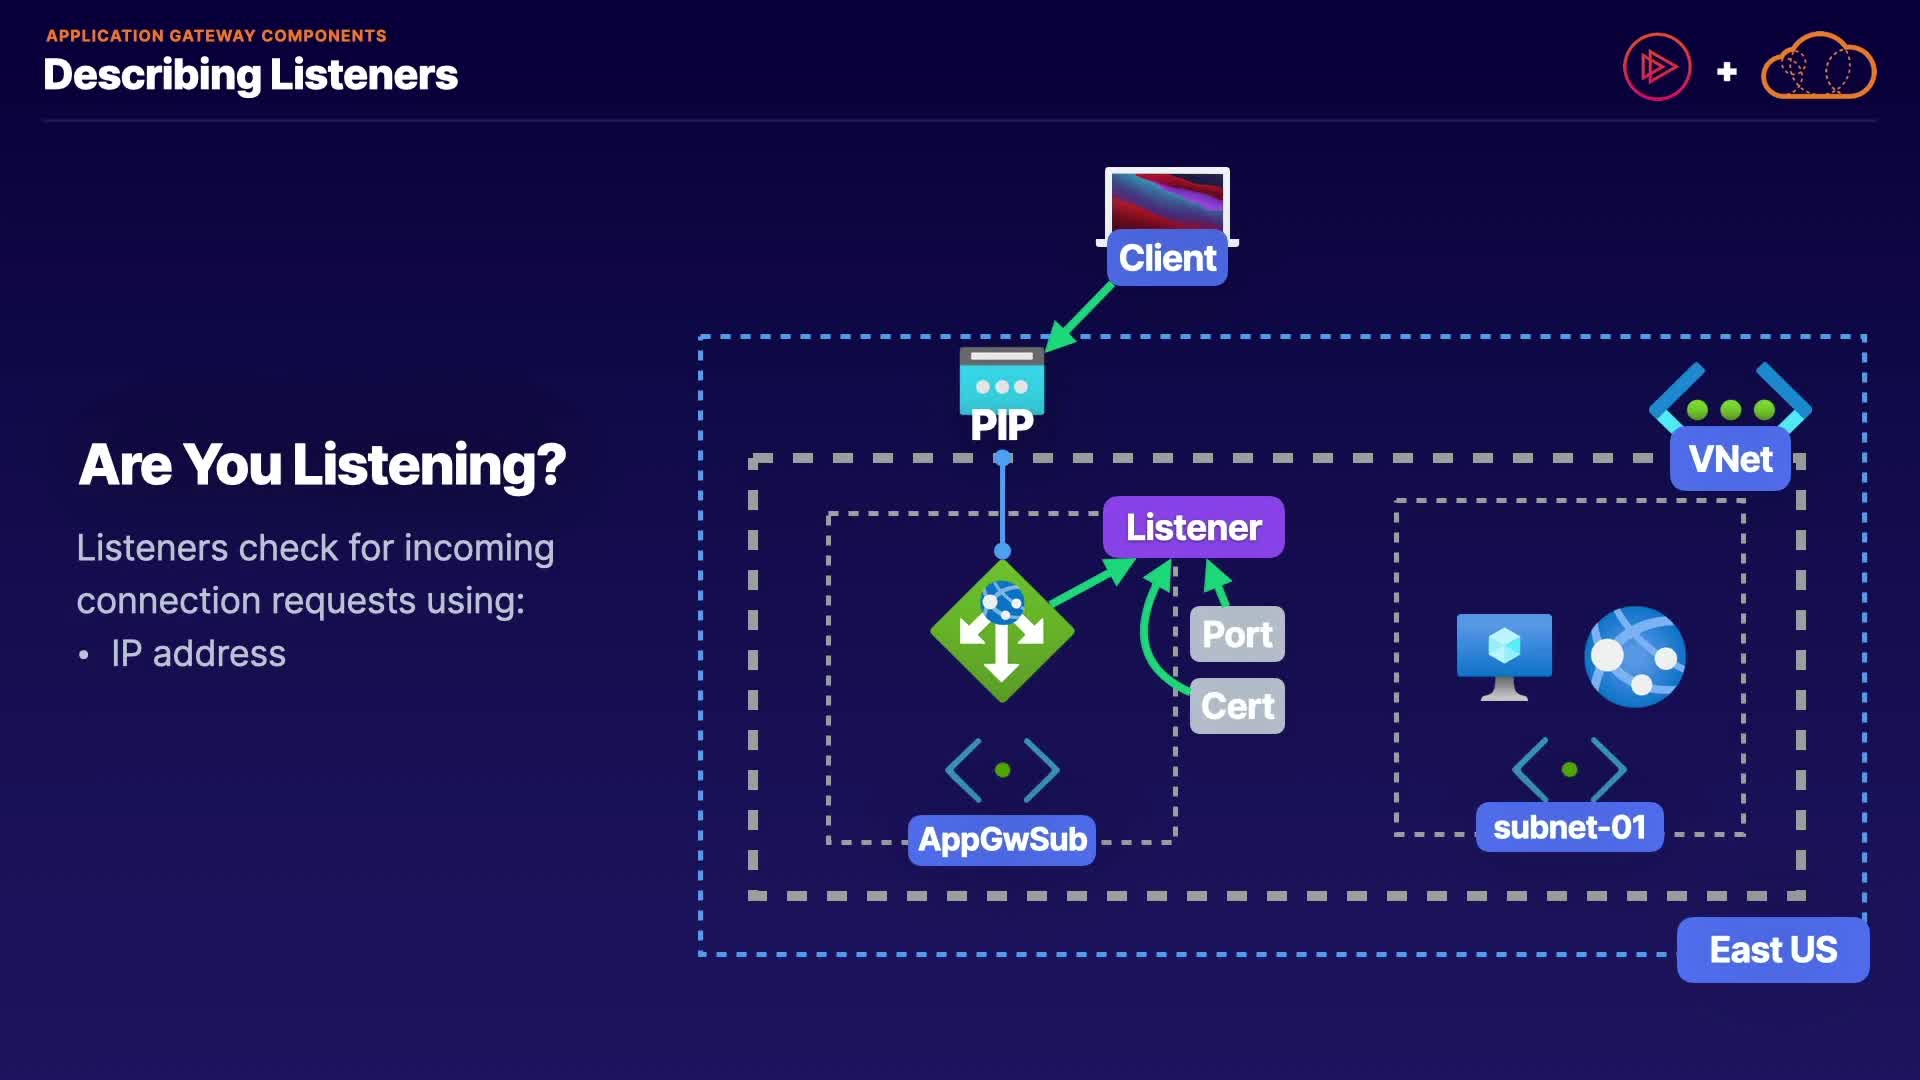 APPLICATION GATEWAY COMPONENTS
Describing Listeners
+
Client
PIP
VNet
Are You Listening?
Listeners check for incoming
connection requests using:
• IP address
Listener
Port
Cert
AppGwSub
subnet-01
East US